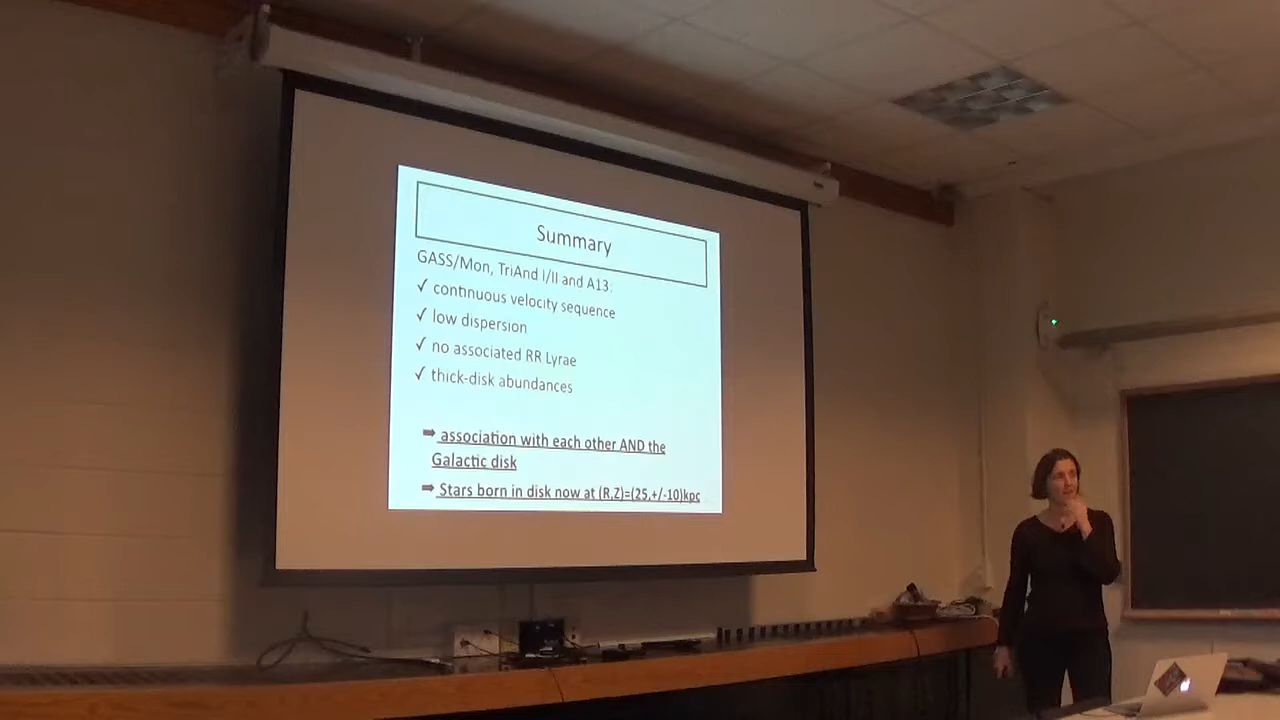 Summary
GASS/Mon, TriAnd I/II and A13:
✓ continuous velocity sequence
✓ low dispersion
✓ no associated RR Lyrae
✓ thick-disk abundances
➡ association with each other AND the
Galactic disk
➡ Stars born in disk now at (R,Z)=(25,+/-10)kpc